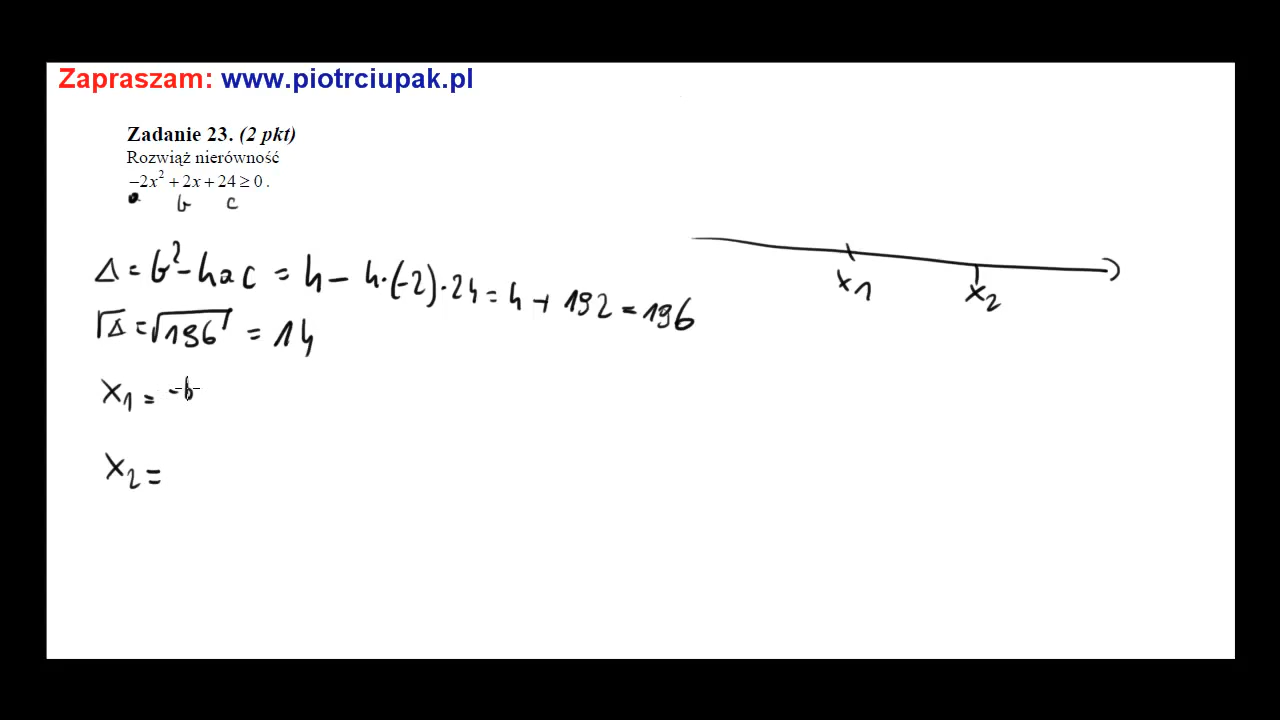 Zapraszam: www.piotrciupak.pl
Zadanie 23. (2 pkt)
Rozwiąż nierówność
−2x² + 2x + 24 ≥ 0.
a b c
Δ = b² - 4ac = 4 - 4·(-2)·24 = 4 + 192 = 196
√Δ = √196 = 14
x₁ = -b
x₂ =
x₁ x₂